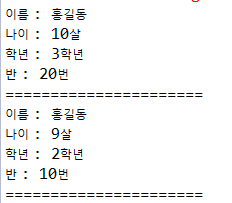 이름 : 홍길동
나이 : 10살
학년 : 3학년
반 : 20번
======================
이름 : 홍길동
나이 : 9살
학년 : 2학년
반 : 10번
======================